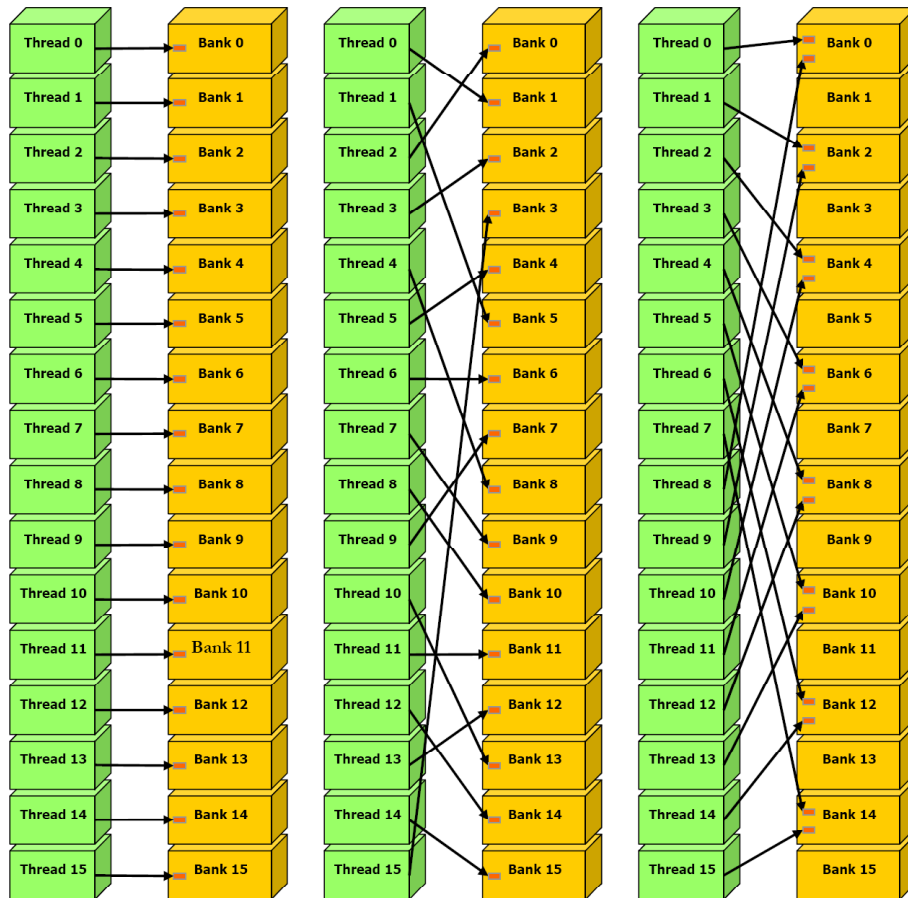 Thread 0 Bank 0 Thread 0 Bank 0 Thread 0 Bank 0
Thread 1 Bank 1 Thread 1 Bank 1 Thread 1 Bank 1
Thread 2 Bank 2 Thread 2 Bank 2 Thread 2 Bank 2
Thread 3 Bank 3 Thread 3 Bank 3 Thread 3 Bank 3
Thread 4 Bank 4 Thread 4 Bank 4 Thread 4 Bank 4
Thread 5 Bank 5 Thread 5 Bank 5 Thread 5 Bank 5
Thread 6 Bank 6 Thread 6 Bank 6 Thread 6 Bank 6
Thread 7 Bank 7 Thread 7 Bank 7 Thread 7 Bank 7
Thread 8 Bank 8 Thread 8 Bank 8 Thread 8 Bank 8
Thread 9 Bank 9 Thread 9 Bank 9 Thread 9 Bank 9
Thread 10 Bank 10 Thread 10 Bank 10 Thread 10 Bank 10
Thread 11 Bank 11 Thread 11 Bank 11 Thread 11 Bank 11
Thread 12 Bank 12 Thread 12 Bank 12 Thread 12 Bank 12
Thread 13 Bank 13 Thread 13 Bank 13 Thread 13 Bank 13
Thread 14 Bank 14 Thread 14 Bank 14 Thread 14 Bank 14
Thread 15 Bank 15 Thread 15 Bank 15 Thread 15 Bank 15